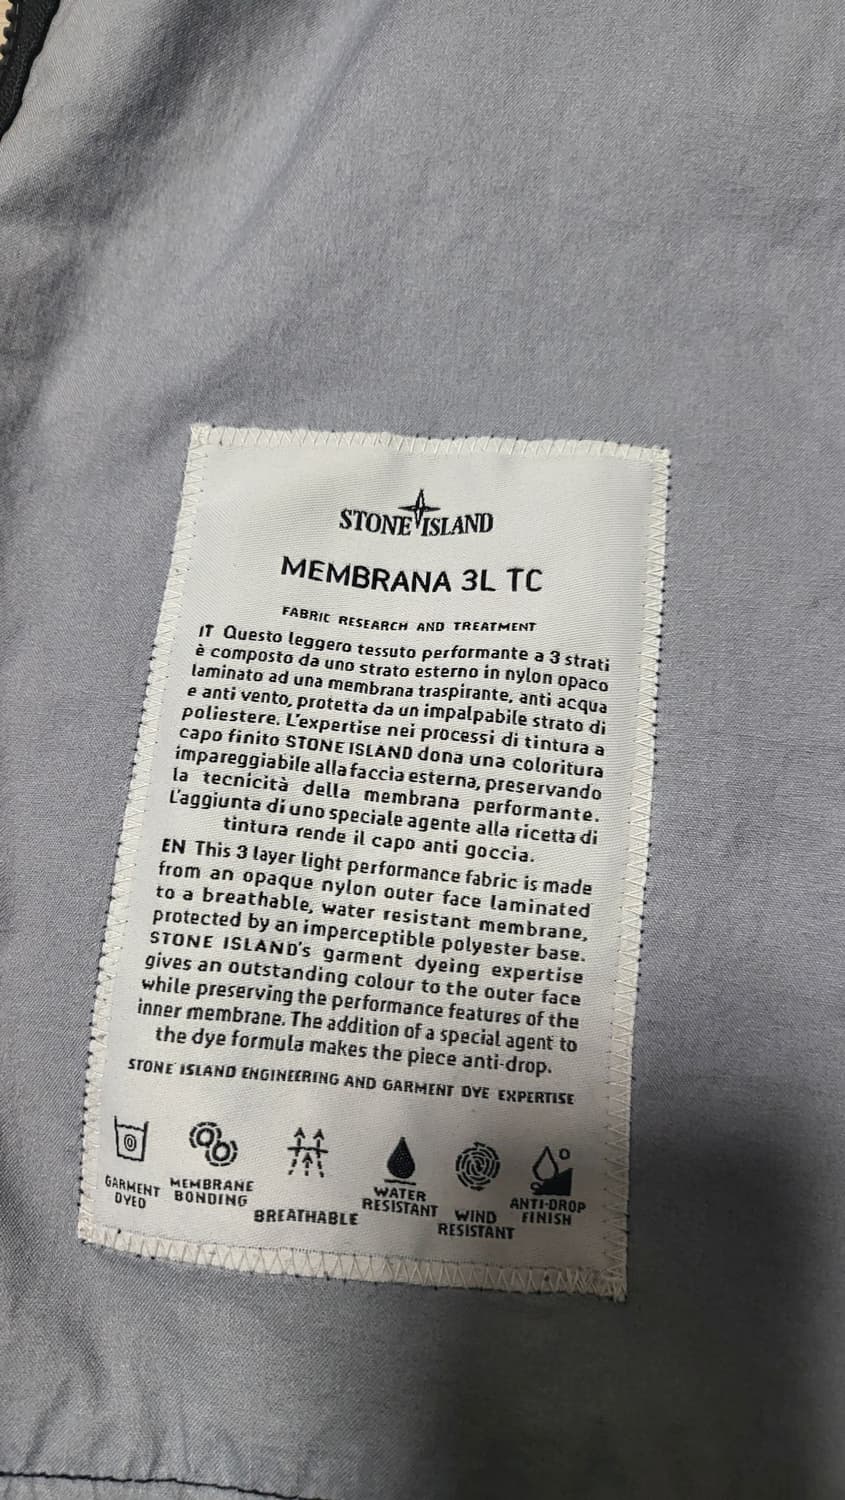 STONE ISLAND
MEMBRANA 3L TC
FABRIC RESEARCH AND TREATMENT
IT Questo leggero tessuto performante a 3 strati
è composto da uno strato esterno in nylon opaco
laminato ad una membrana traspirante, anti acqua
e anti vento, protetta da un impalpabile strato di
poliestere. L'expertise nei processi di tintura a
capo finito STONE ISLAND dona una coloritura
impareggiabile alla faccia esterna, preservando
la tecnicità della membrana performante.
L'aggiunta di uno speciale agente alla ricetta di
tintura rende il capo anti goccia.
EN This 3 layer light performance fabric is made
from an opaque nylon outer face laminated
to a breathable, water resistant membrane,
protected by an imperceptible polyester base.
STONE ISLAND's garment dyeing expertise
gives an outstanding colour to the outer face
while preserving the performance features of the
inner membrane. The addition of a special agent to
the dye formula makes the piece anti-drop.
STONE ISLAND ENGINEERING AND GARMENT DYE EXPERTISE
GARMENT
DYED
MEMBRANE
BONDING
BREATHABLE
WATER
RESISTANT
WIND
RESISTANT
ANTI-DROP
FINISH